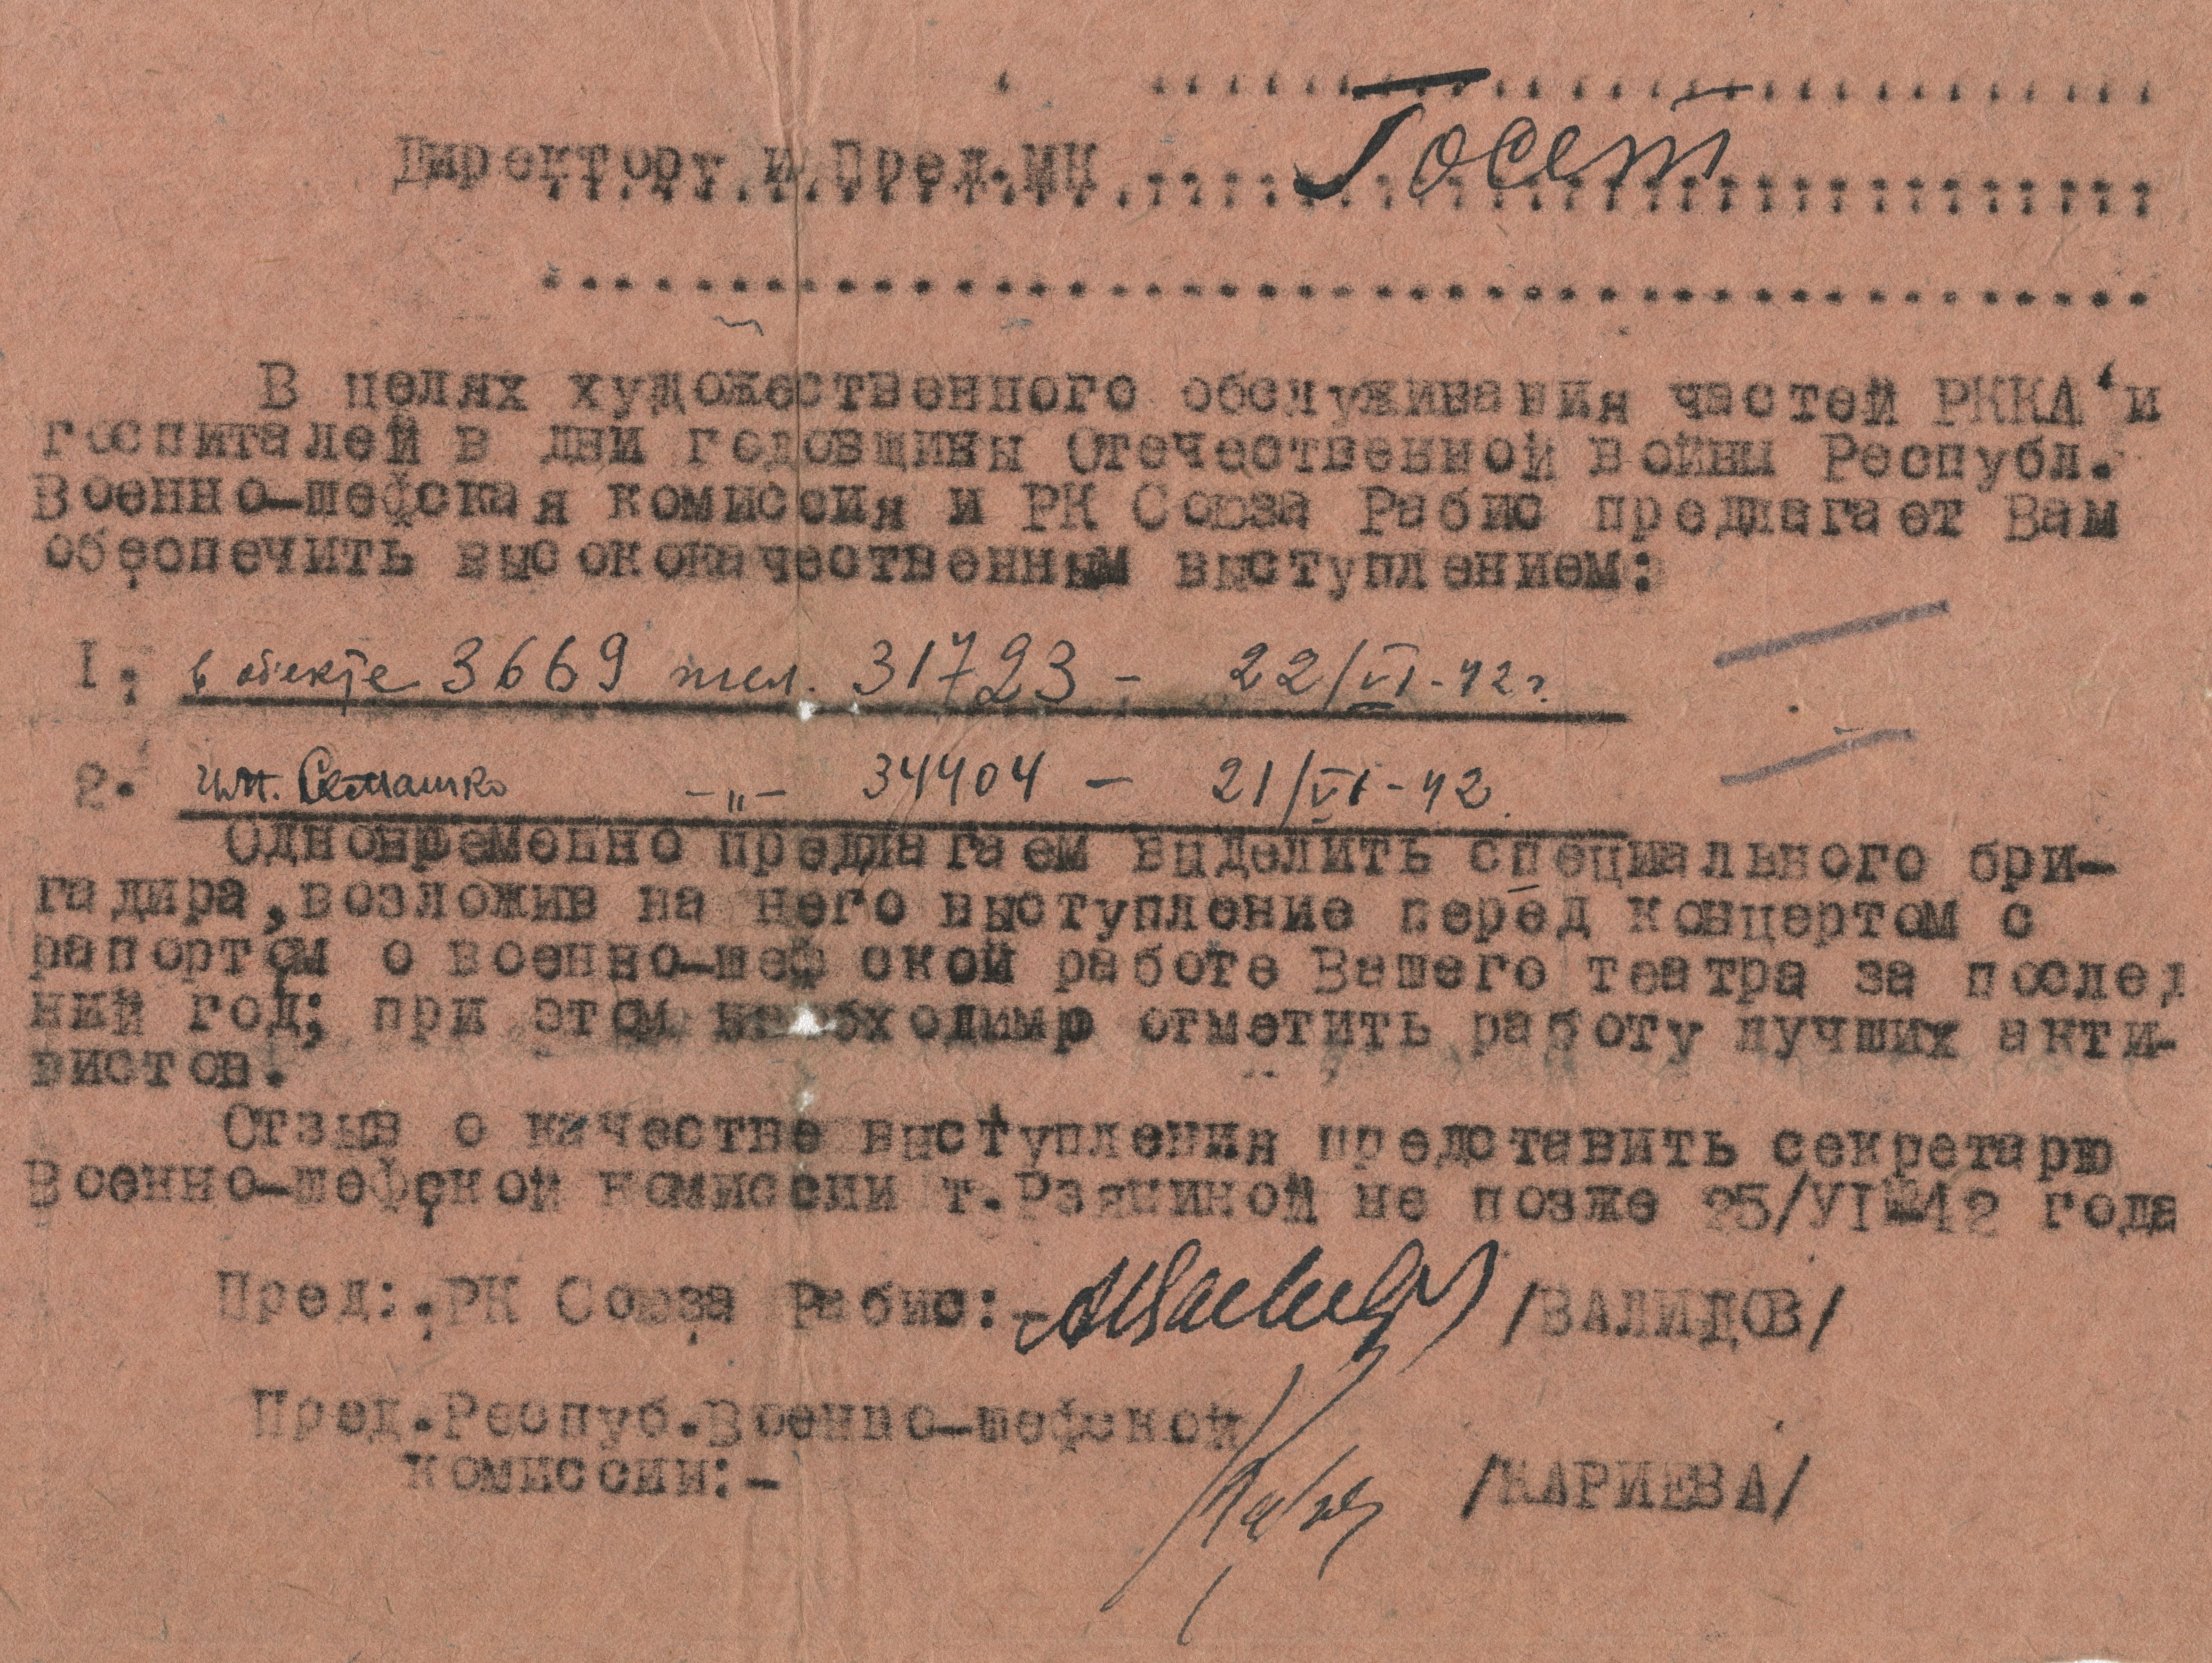 Директору и Пред.МК Госет
В целях художественного обслуживания частей РККА и
госпиталей в дни годовщины Отечественной войны Республ.
Военно-шефская комиссия и РК Союза Рабис предлагает Вам
обеспечить высококачественным выступлением:
1. в объекте 3669 тел. 31723 - 22/VI-42 г.
2. им. Семашко -"- 34404 - 21/VI-42.
Одновременно предлагаем выделить специального бри-
гадира, возложив на него выступление перед концертом с
рапортом о военно-шефской работе Вашего театра за послед
ний год; при этом необходимо отметить работу лучших акти-
вистов.
Отзыв о качестве выступления представить секретарю
Военно-шефской комиссии т. не позже 25/VI-42 года
Пред:.РК Союза Рабис:- /ВАЛИДОВ/
Пред.Респуб.Военно-шефской
комиссии:- /КАРИЕВА/